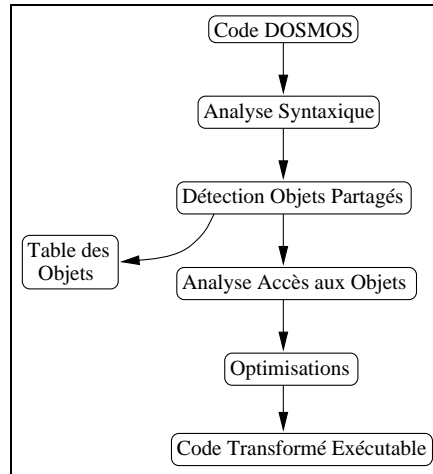 Code DOSMOS
Analyse Syntaxique
Détection Objets Partagés
Table des
Objets
Analyse Accès aux Objets
Optimisations
Code Transformé Exécutable